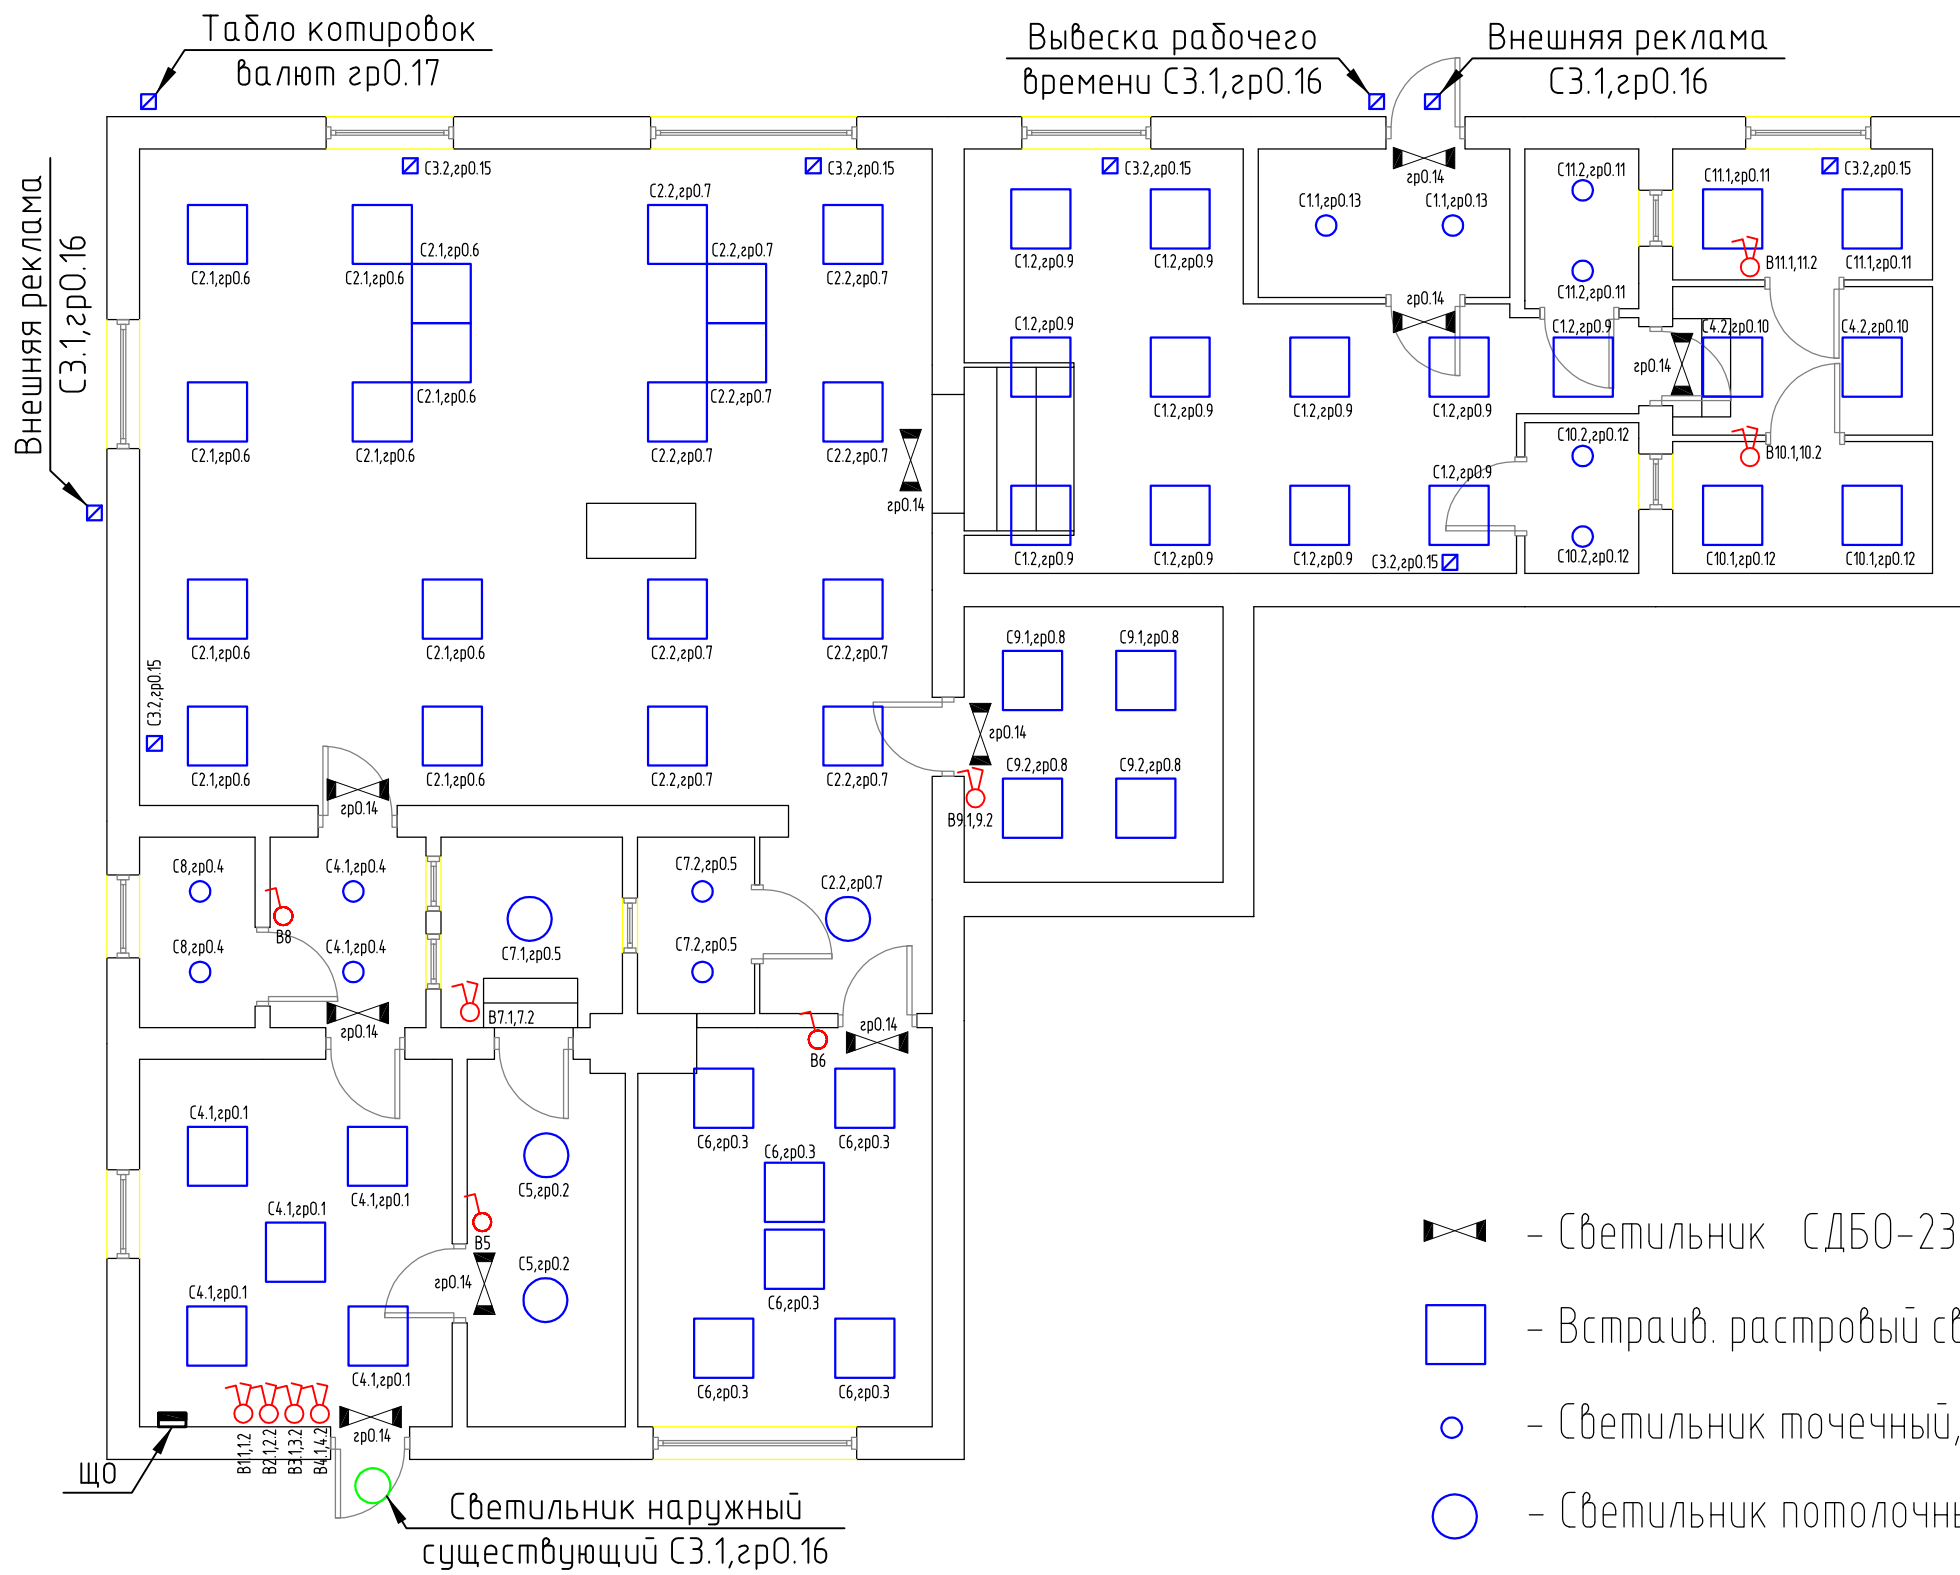 Табло котировок
валют гр0.17
Вывеска рабочего
времени С3.1,гр0.16
Внешняя реклама
С3.1,гр0.16
Внешняя реклама
С3.1,гр0.16
С3.2,гр0.15
С3.2,гр0.15
С3.2,гр0.15
гр0.14
С11.2,гр0.11
С11.1,гр0.11
С3.2,гр0.15
С2.2,гр0.7
С1.1,гр0.13
С1.1,гр0.13
С2.1,гр0.6
С2.1,гр0.6
С2.1,гр0.6
С2.2,гр0.7
С2.2,гр0.7
С1.2,гр0.9
С1.2,гр0.9
С11.2,гр0.11
В11.1,11.2
С11.1,гр0.11
гр0.14
С1.2,гр0.9
С1.2,гр0.9
С4.2,гр0.10
С4.2,гр0.10
гр0.14
С2.1,гр0.6
С2.2,гр0.7
С1.2,гр0.9
С1.2,гр0.9
С1.2,гр0.9
С2.1,гр0.6
С2.1,гр0.6
С2.2,гр0.7
С2.2,гр0.7
С10.2,гр0.12
В10.1,10.2
С1.2,гр0.9
гр0.14
С1.2,гр0.9
С1.2,гр0.9
С1.2,гр0.9
С3.2,гр0.15
С10.2,гр0.12
С10.1,гр0.12
С10.1,гр0.12
С2.1,гр0.6
С2.1,гр0.6
С2.2,гр0.7
С2.2,гр0.7
С9.1,гр0.8
С9.1,гр0.8
С3.2,гр0.15
гр0.14
С2.1,гр0.6
С2.1,гр0.6
С2.2,гр0.7
С2.2,гр0.7
С9.2,гр0.8
С9.2,гр0.8
гр0.14
В9.1,9.2
С8,гр0.4
С4.1,гр0.4
С7.2,гр0.5
С2.2,гр0.7
В8
С8,гр0.4
С4.1,гр0.4
С7.1,гр0.5
С7.2,гр0.5
В7.1,7.2
гр0.14
гр0.14
В6
С4.1,гр0.1
С6,гр0.3
С6,гр0.3
С6,гр0.3
С4.1,гр0.1
С5,гр0.2
С4.1,гр0.1
В5
С5,гр0.2
гр0.14
С4.1,гр0.1
С6,гр0.3
С4.1,гр0.1
С6,гр0.3
С6,гр0.3
гр0.14
В1.1,1.2
В2.1,2.2
В3.1,3.2
В4.1,4.2
ЩО
Светильник наружный
существующий С3.1,гр0.16
– Светильник СДБО-23
– Встраив. растровый св
– Светильник точечный,
– Светильник потолочны